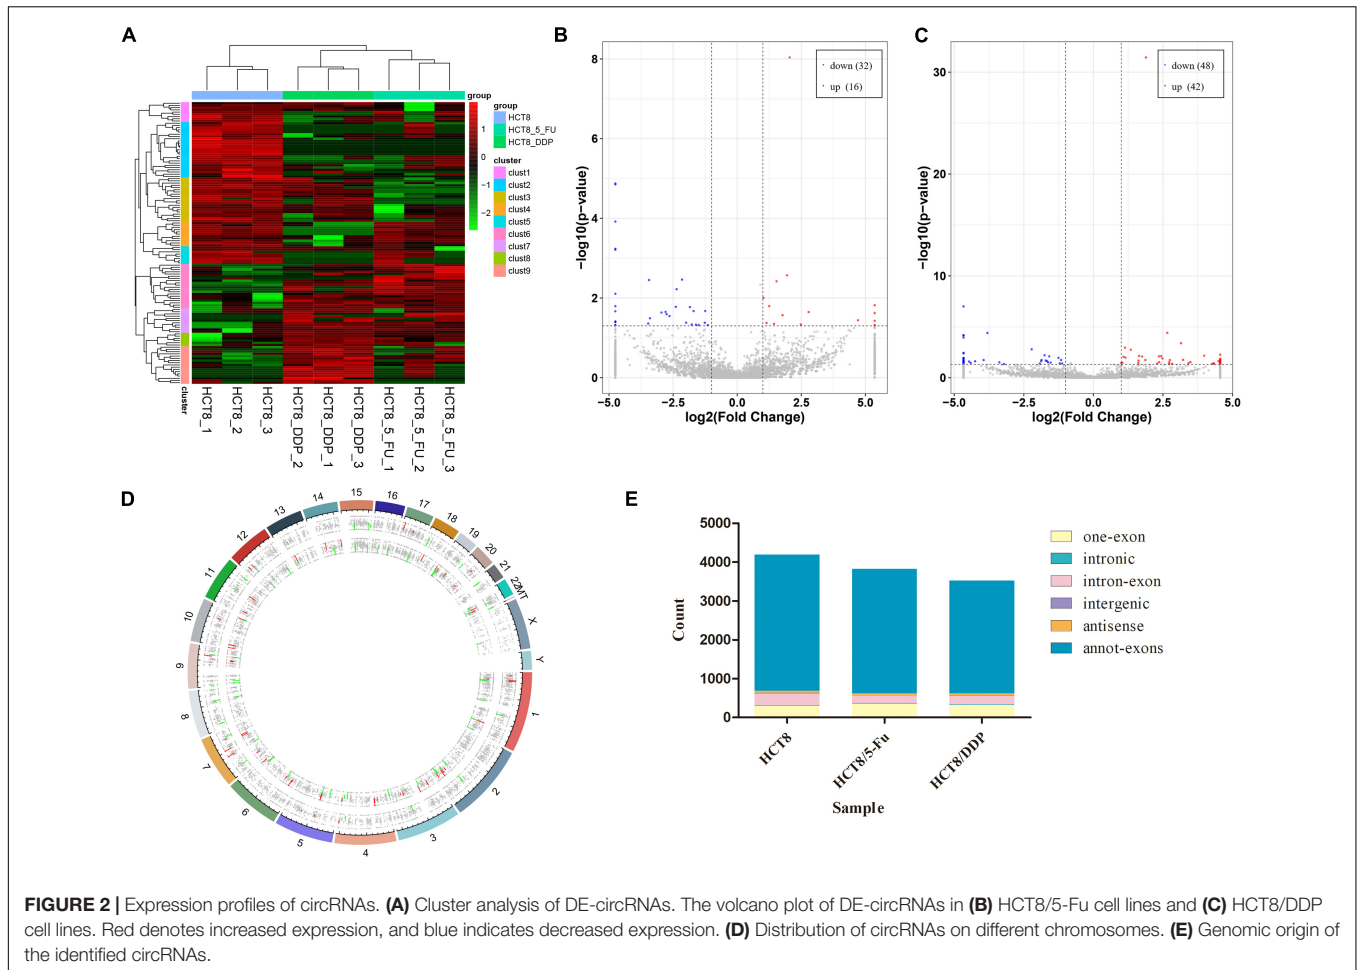 A
group
1
0
−1
−2
group
HCT8
HCT8_5_FU
HCT8_DDP
cluster
clust1
clust2
clust3
clust4
clust5
clust6
clust7
clust8
clust9
cluster
HCT8_1
HCT8_2
HCT8_3
HCT8_DDP_2
HCT8_DDP_1
HCT8_DDP_3
HCT8_5_FU_1
HCT8_5_FU_2
HCT8_5_FU_3
B
down (32)
up (16)
−log10(p−value)
8
6
4
2
0
−5.0
−2.5
0.0
2.5
5.0
log2(Fold Change)
C
down (48)
up (42)
−log10(p−value)
30
20
10
0
−5.0
−2.5
0.0
2.5
5.0
log2(Fold Change)
D
1
2
3
4
5
6
7
8
9
10
11
12
13
14
15
16
17
18
19
20
21
22
MT
X
Y
E
5000
4000
3000
2000
1000
0
Count
HCT8
HCT8/5-Fu
HCT8/DDP
Sample
one-exon
intronic
intron-exon
intergenic
antisense
annot-exons
FIGURE 2 | Expression profiles of circRNAs. (A) Cluster analysis of DE-circRNAs. The volcano plot of DE-circRNAs in (B) HCT8/5-Fu cell lines and (C) HCT8/DDP
cell lines. Red denotes increased expression, and blue indicates decreased expression. (D) Distribution of circRNAs on different chromosomes. (E) Genomic origin of
the identified circRNAs.